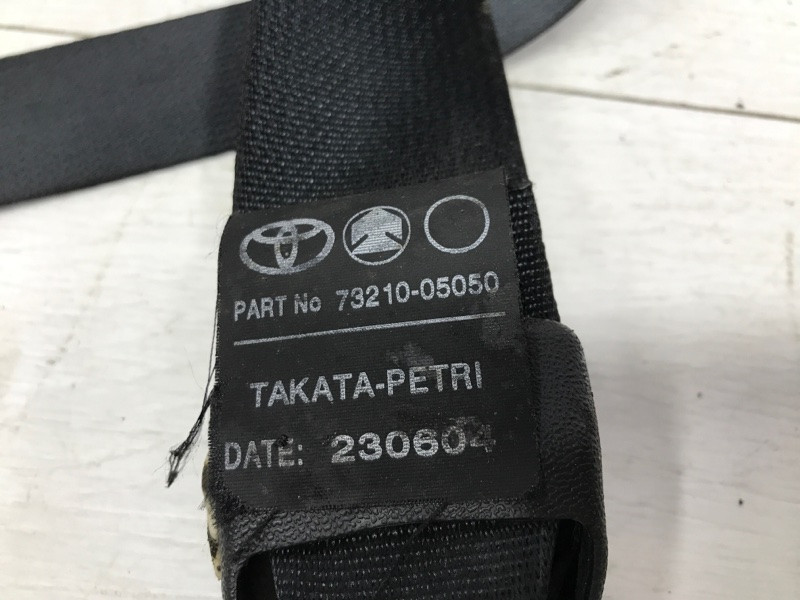 PART No 73210-05050
TAKATA-PETRI
DATE: 230604